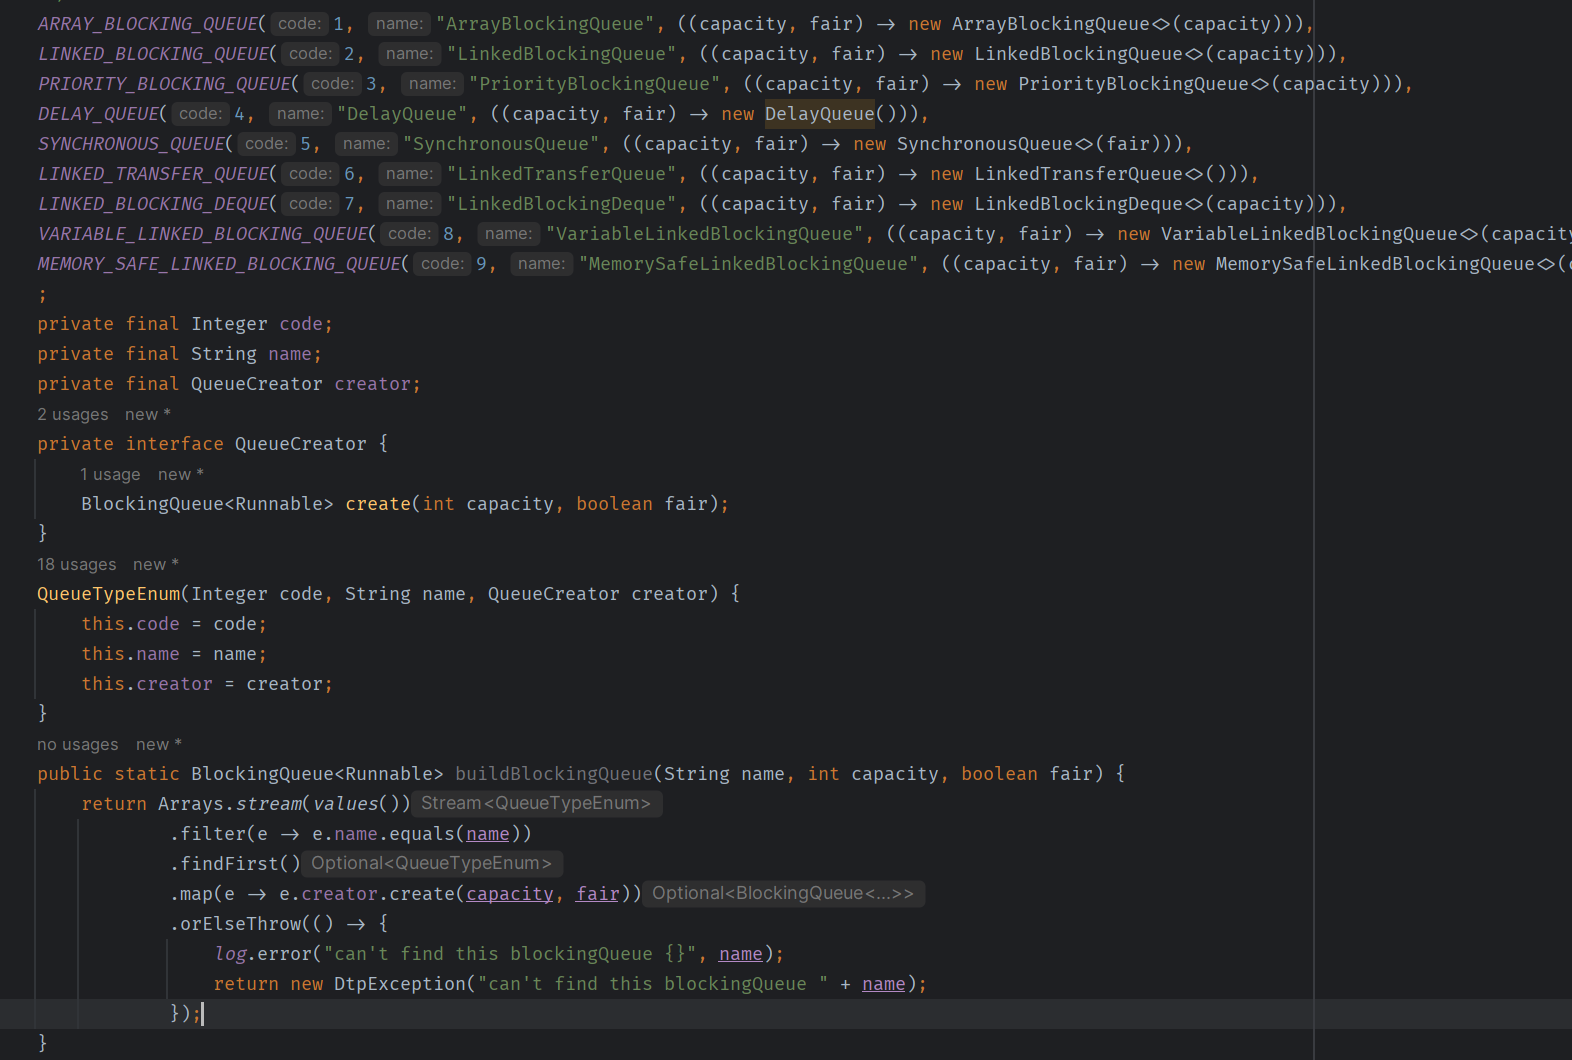 ARRAY_BLOCKING_QUEUE( code: 1, name: "ArrayBlockingQueue", ((capacity, fair) -> new ArrayBlockingQueue<>(capacity))),
LINKED_BLOCKING_QUEUE( code: 2, name: "LinkedBlockingQueue", ((capacity, fair) -> new LinkedBlockingQueue<>(capacity))),
PRIORITY_BLOCKING_QUEUE( code: 3, name: "PriorityBlockingQueue", ((capacity, fair) -> new PriorityBlockingQueue<>(capacity))),
DELAY_QUEUE( code: 4, name: "DelayQueue", ((capacity, fair) -> new DelayQueue())),
SYNCHRONOUS_QUEUE( code: 5, name: "SynchronousQueue", ((capacity, fair) -> new SynchronousQueue<>(fair))),
LINKED_TRANSFER_QUEUE( code: 6, name: "LinkedTransferQueue", ((capacity, fair) -> new LinkedTransferQueue<>())),
LINKED_BLOCKING_DEQUE( code: 7, name: "LinkedBlockingDeque", ((capacity, fair) -> new LinkedBlockingDeque<>(capacity))),
VARIABLE_LINKED_BLOCKING_QUEUE( code: 8, name: "VariableLinkedBlockingQueue", ((capacity, fair) -> new VariableLinkedBlockingQueue<>(capacity
MEMORY_SAFE_LINKED_BLOCKING_QUEUE( code: 9, name: "MemorySafeLinkedBlockingQueue", ((capacity, fair) -> new MemorySafeLinkedBlockingQueue<>(
;
private final Integer code;
private final String name;
private final QueueCreator creator;
2 usages new *
private interface QueueCreator {
1 usage new *
BlockingQueue<Runnable> create(int capacity, boolean fair);
}
18 usages new *
QueueTypeEnum(Integer code, String name, QueueCreator creator) {
this.code = code;
this.name = name;
this.creator = creator;
}
no usages new *
public static BlockingQueue<Runnable> buildBlockingQueue(String name, int capacity, boolean fair) {
return Arrays.stream(values()) Stream<QueueTypeEnum>
.filter(e -> e.name.equals(name))
.findFirst() Optional<QueueTypeEnum>
.map(e -> e.creator.create(capacity, fair)) Optional<BlockingQueue<...>>
.orElseThrow(() -> {
log.error("can't find this blockingQueue {}", name);
return new DtpException("can't find this blockingQueue " + name);
});
}